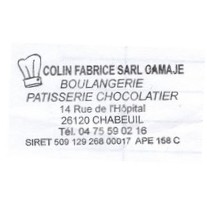 COLIN FABRICE SARL CAMAJE
BOULANGERIE
PATISSERIE CHOCOLATIER
14 Rue de l'Hôpital
26120 CHABEUIL
Tél. 04 75 59 02 16
SIRET 509 129 268 00017 APE 158 C